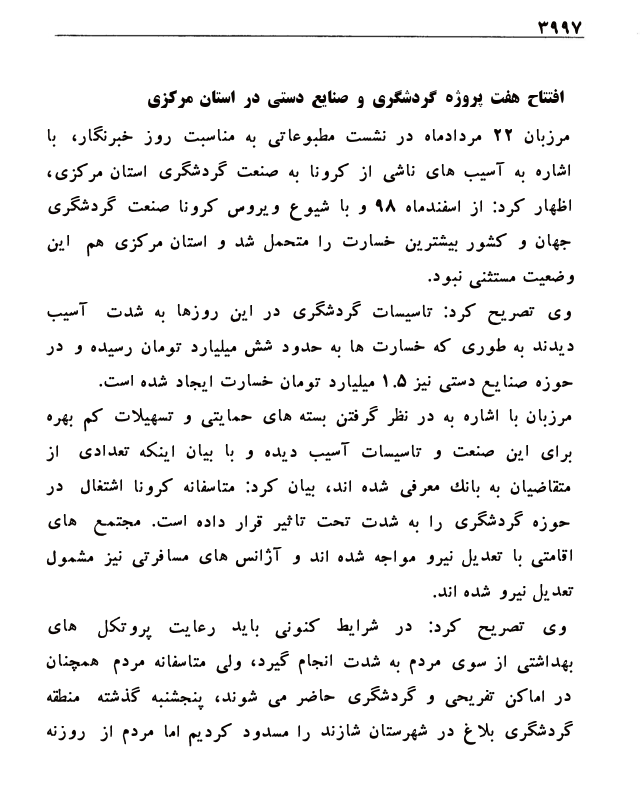 ۳۹۹۷
افتتاح هفت پروژه گردشگری و صنایع دستی در استان مرکزی
مرزبان ۲۲ مردادماه در نشست مطبوعاتی به مناسبت روز خبرنگار، با
اشاره به آسیب های ناشی از کرونا به صنعت گردشگری استان مرکزی،
اظهار کرد: از اسفندماه ۹۸ و با شیوع ویروس کرونا صنعت گردشگری
جهان و کشور بیشترین خسارت را متحمل شد و استان مرکزی هم این
وضعیت مستثنی نبود.
وی تصریح کرد: تاسیسات گردشگری در این روزها به شدت آسیب
دیدند به طوری که خسارت ها به حدود شش میلیارد تومان رسیده و در
حوزه صنایع دستی نیز ۱.۵ میلیارد تومان خسارت ایجاد شده است.
مرزبان با اشاره به در نظر گرفتن بسته های حمایتی و تسهیلات کم بهره
برای این صنعت و تاسیسات آسیب دیده و با بیان اینکه تعدادی از
متقاضیان به بانک معرفی شده اند، بیان کرد: متاسفانه کرونا اشتغال در
حوزه گردشگری را به شدت تحت تاثیر قرار داده است. مجتمع های
اقامتی با تعدیل نیرو مواجه شده اند و آژانس های مسافرتی نیز مشمول
تعدیل نیرو شده اند.
وی تصریح کرد: در شرایط کنونی باید رعایت پروتکل های
بهداشتی از سوی مردم به شدت انجام گیرد، ولی متاسفانه مردم همچنان
در اماکن تفریحی و گردشگری حاضر می شوند، پنجشنبه گذشته منطقه
گردشگری بلاغ در شهرستان شازند را مسدود کردیم اما مردم از روزنه